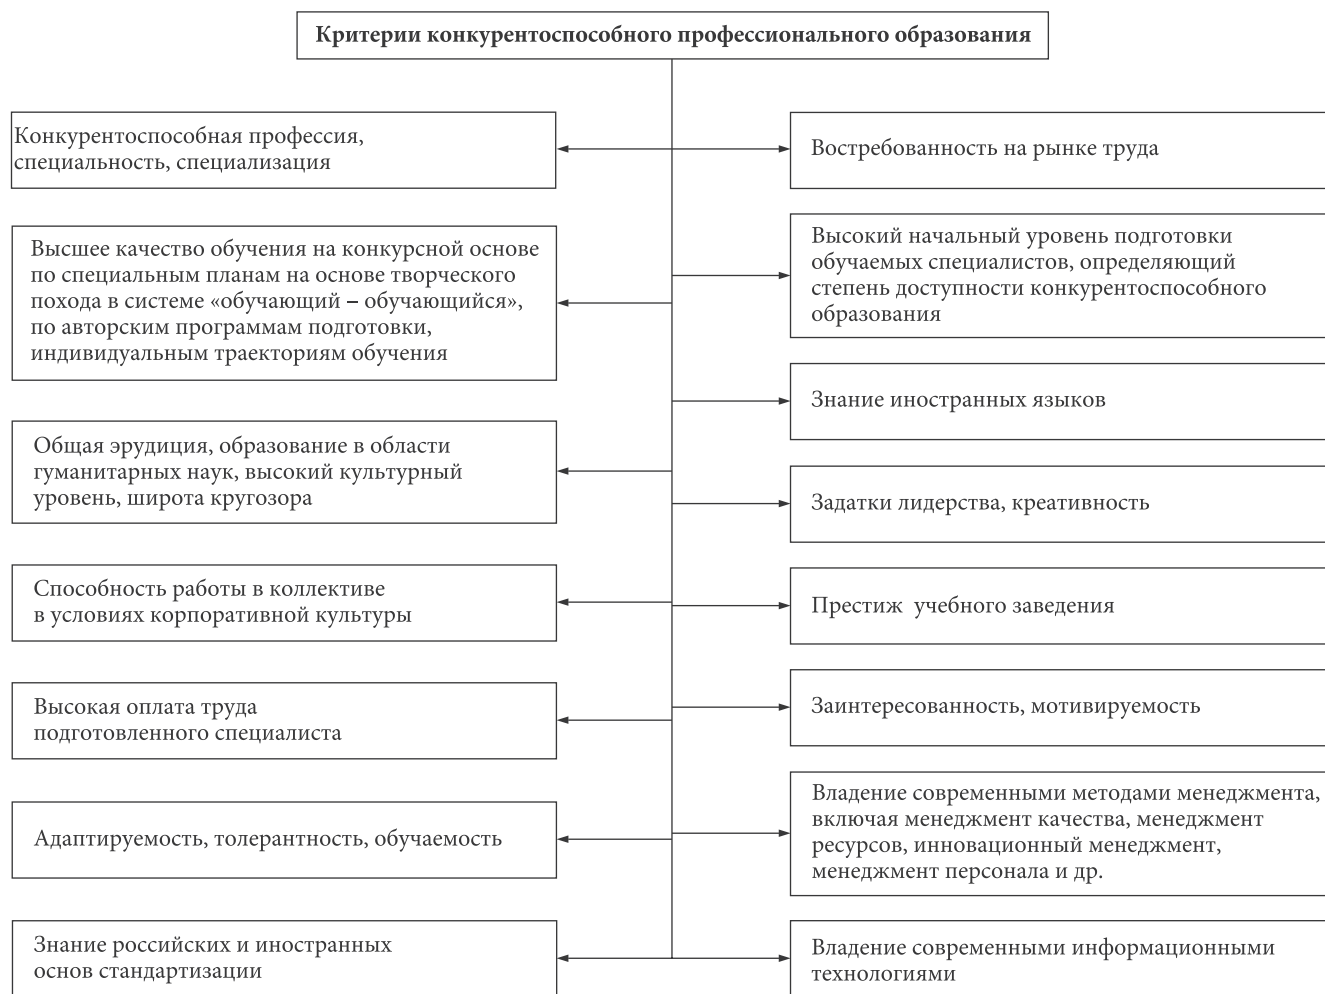 Критерии конкурентоспособного профессионального образования
Конкурентоспособная профессия,
специальность, специализация
Высшее качество обучения на конкурсной основе
по специальным планам на основе творческого
похода в системе «обучающий – обучающийся»,
по авторским программам подготовки,
индивидуальным траекториям обучения
Общая эрудиция, образование в области
гуманитарных наук, высокий культурный
уровень, широта кругозора
Способность работы в коллективе
в условиях корпоративной культуры
Высокая оплата труда
подготовленного специалиста
Адаптируемость, толерантность, обучаемость
Знание российских и иностранных
основ стандартизации
Востребованность на рынке труда
Высокий начальный уровень подготовки
обучаемых специалистов, определяющий
степень доступности конкурентоспособного
образования
Знание иностранных языков
Задатки лидерства, креативность
Престиж учебного заведения
Заинтересованность, мотивируемость
Владение современными методами менеджмента,
включая менеджмент качества, менеджмент
ресурсов, инновационный менеджмент,
менеджмент персонала и др.
Владение современными информационными
технологиями